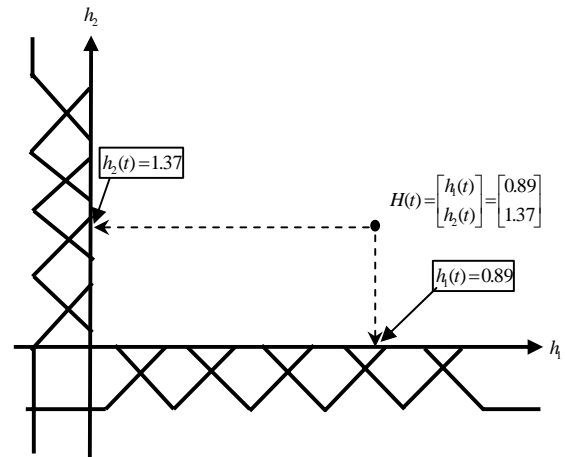 h₂
h₂(t) = 1.37
H(t) = [h₁(t) h₂(t)] = [0.89 1.37]
h₁(t) = 0.89
h₁